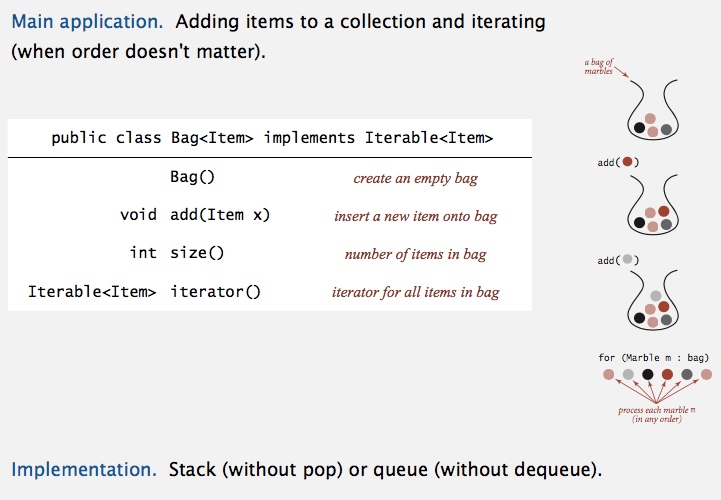 Main application. Adding items to a collection and iterating
(when order doesn't matter).
public class Bag<Item> implements Iterable<Item>
Bag() create an empty bag
void add(Item x) insert a new item onto bag
int size() number of items in bag
Iterable<Item> iterator() iterator for all items in bag
a bag of
marbles
add( )
add( )
for (Marble m : bag)
process each marble m
(in any order)
Implementation. Stack (without pop) or queue (without dequeue).